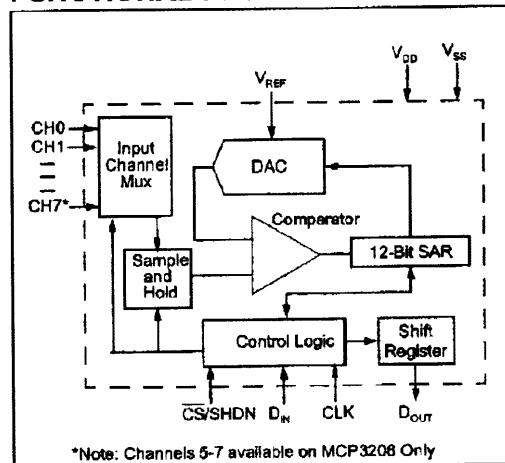 V_DD V_SS
V_REF
CH0
CH1
CH7*
Input
Channel
Mux
DAC
Comparator
12-Bit SAR
Sample
and
Hold
Control Logic
Shift
Register
CS/SHDN D_IN CLK D_OUT
*Note: Channels 5-7 available on MCP3208 Only